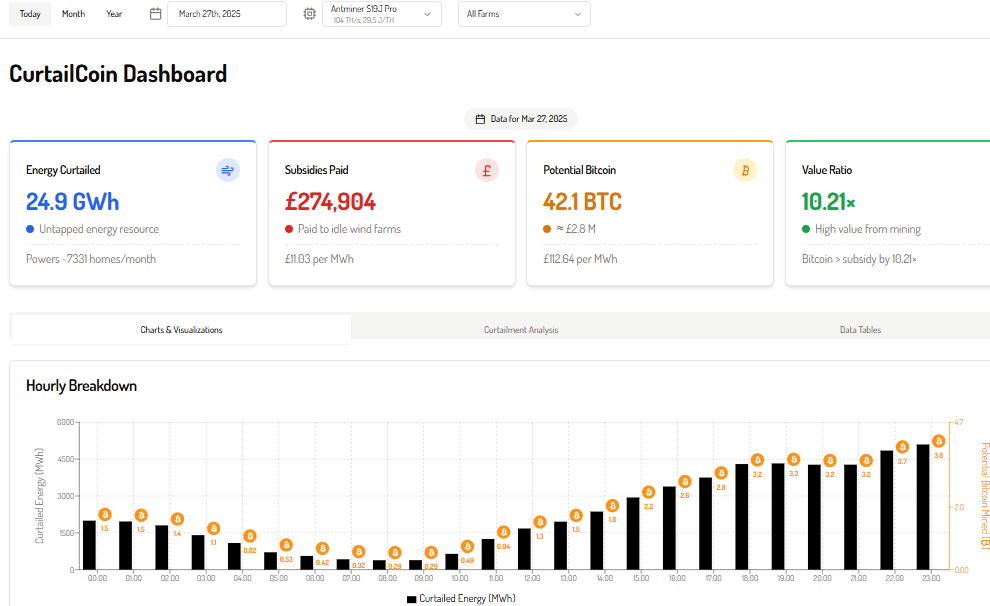 Today Month Year March 27th, 2025 Antminer S19J Pro All Farms
104 TH/s, 29.5 J/TH
CurtailCoin Dashboard
Data for Mar 27, 2025
Energy Curtailed
24.9 GWh
Untapped energy resource
Powers ~7331 homes/month
Subsidies Paid
£
£274,904
Paid to idle wind farms
£11.03 per MWh
Potential Bitcoin
₿
42.1 BTC
≈ £2.8 M
£112.64 per MWh
Value Ratio
10.21×
High value from mining
Bitcoin > subsidy by 10.21×
Charts & Visualizations Curtailment Analysis Data Tables
Hourly Breakdown
Curtailed Energy (MWh)
6000
4500
3000
1500
0
1.5 1.5 1.4 1.1 0.82 0.53 0.42 0.32 0.29 0.29 0.49 0.94 1.3 1.5 1.8 2.2 2.6 2.8 3.2 3.3 3.2 3.2 3.7 3.8
4.7
2.0
0.00
Potential Bitcoin Mined (₿)
00:00 01:00 02:00 03:00 04:00 05:00 06:00 07:00 08:00 09:00 10:00 11:00 12:00 13:00 14:00 15:00 16:00 17:00 18:00 19:00 20:00 21:00 22:00 23:00
Curtailed Energy (MWh)